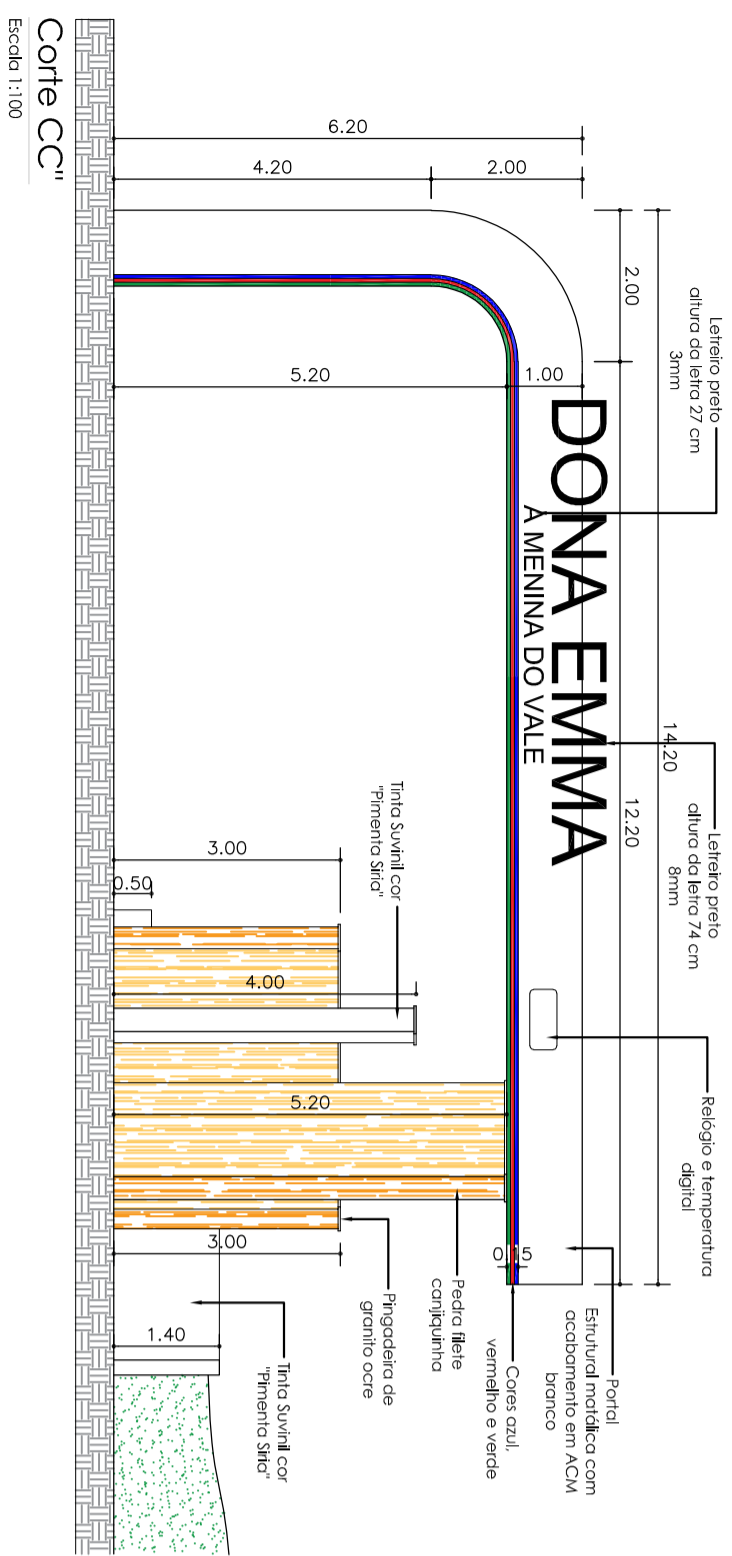 Letreiro preto
altura da letra 27 cm
3mm
Letreiro preto
altura da letra 74 cm
8mm
Relógio e temperatura
digital
Portal
Estrutural matálica com
acabamento em ACM
branco
14.20
2.00
12.20
6.20
4.20
2.00
5.20
1.00
DONA EMMA
A MENINA DO VALE
0.15
Cores azul,
vermelho e verde
Pedra filete
canjiquinha
Pingadeira de
granito ocre
Tinta Suvinil cor
"Pimenta Siria"
Tinta Suvinil cor
"Pimenta Siria"
3.00
0.50
4.00
5.20
3.00
1.40
Corte CC"
Escala 1:100